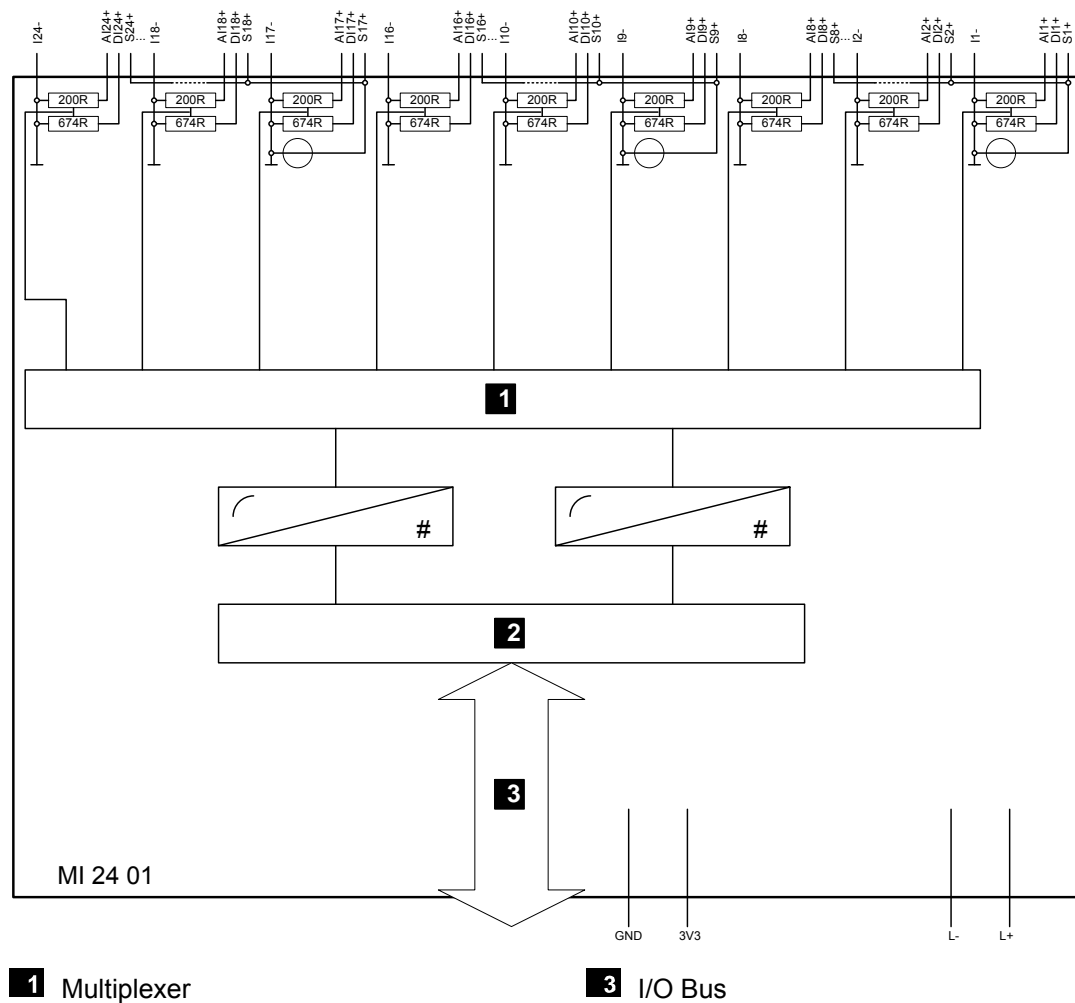 I24- AI24+ DI24+ S24+ ... I18- AI18+ DI18+ S18+ I17- AI17+ DI17+ S17+ I16- AI16+ DI16+ S16+ ... I10- AI10+ DI10+ S10+ I9- AI9+ DI9+ S9+ I8- AI8+ DI8+ S8+ ... I2- AI2+ DI2+ S2+ I1- AI1+ DI1+ S1+
200R 200R 200R 200R 200R 200R 200R 200R 200R
674R 674R 674R 674R 674R 674R 674R 674R 674R
1
# #
2
3
MI 24 01
GND 3V3 L- L+
1 Multiplexer 3 I/O Bus